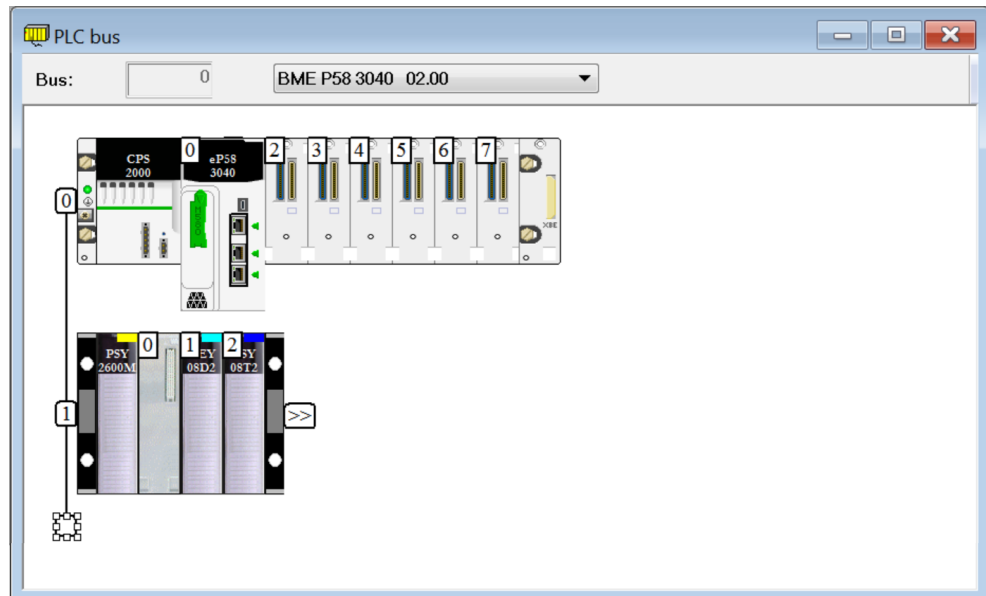 PLC bus
Bus: 0 BME P58 3040 02.00
0 CPS 2000 0 eP58 3040 2 3 4 5 6 7
XBE
1 PSY 2600M 0 1 EY 08D2 2 SY 08T2 >>